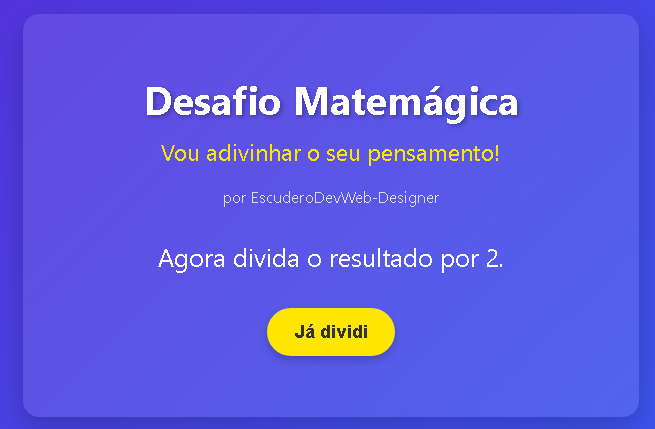 Desafio Matemágica
Vou adivinhar o seu pensamento!
por EscuderoDevWeb-Designer
Agora divida o resultado por 2.
Já dividi